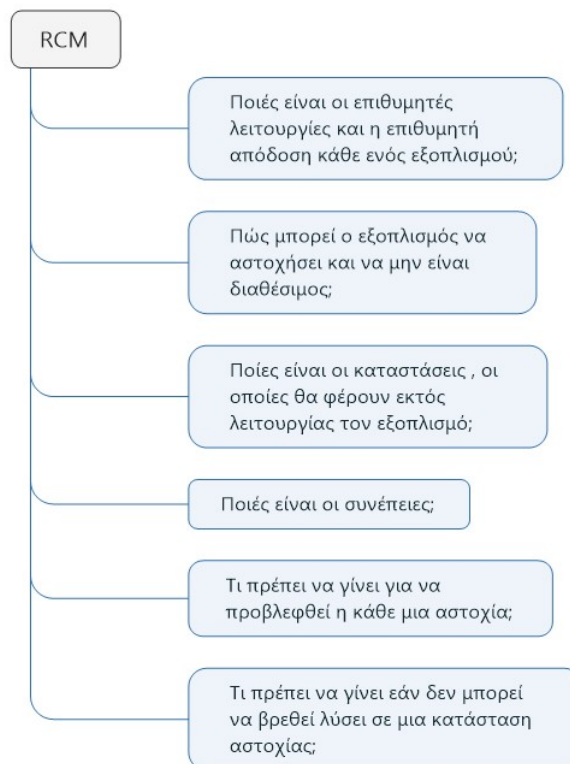 RCM
Ποιές είναι οι επιθυμητές
λειτουργίες και η επιθυμητή
απόδοση κάθε ενός εξοπλισμού;
Πώς μπορεί ο εξοπλισμός να
αστοχήσει και να μην είναι
διαθέσιμος;
Ποίες είναι οι καταστάσεις , οι
οποίες θα φέρουν εκτός
λειτουργίας τον εξοπλισμό;
Ποιές είναι οι συνέπειες;
Τι πρέπει να γίνει για να
προβλεφθεί η κάθε μια αστοχία;
Τι πρέπει να γίνει εάν δεν μπορεί
να βρεθεί λύσει σε μια κατάσταση
αστοχίας;